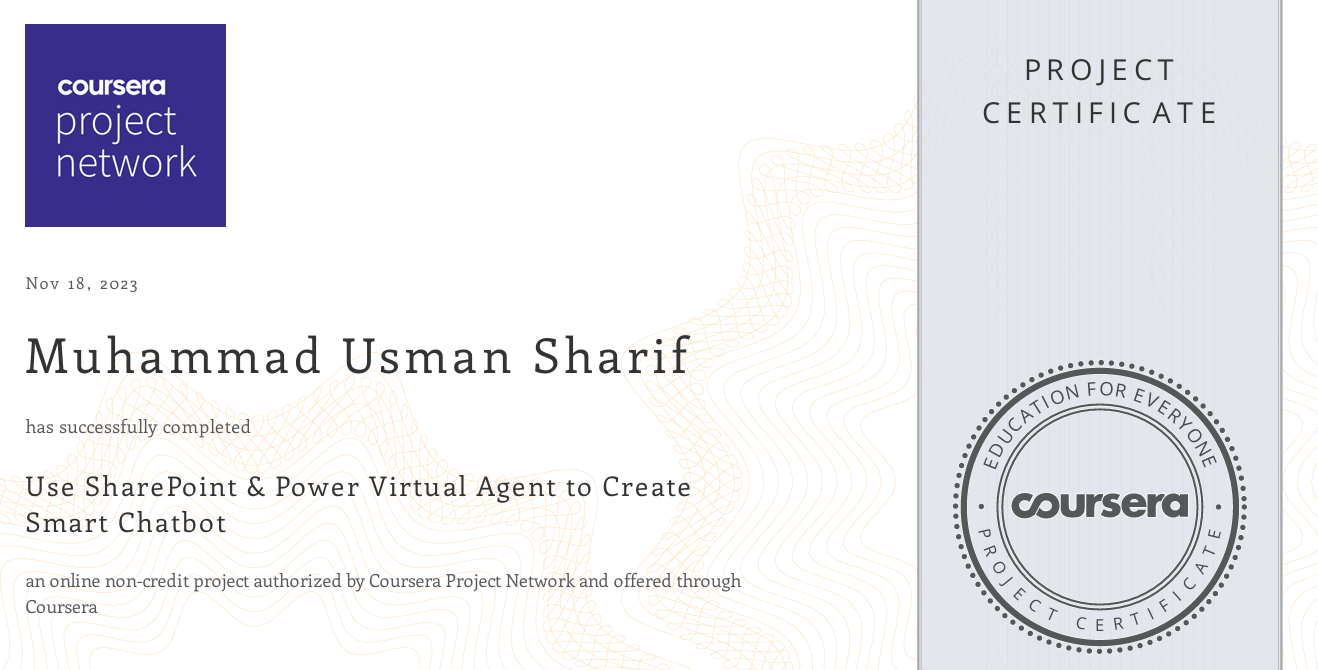 coursera
project
network
Nov 18, 2023
Muhammad Usman Sharif
has successfully completed
Use SharePoint & Power Virtual Agent to Create
Smart Chatbot
an online non-credit project authorized by Coursera Project Network and offered through
Coursera
PROJECT
CERTIFICATE
EDUCATION FOR EVERYONE
coursera
PROJECT CERTIFICATE